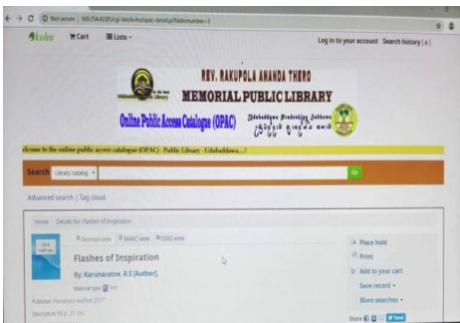 Not secure
koha Cart Lists Log in to your account Search history [x]
REV. RAKUPOLA ANANDA THERO
MEMORIAL PUBLIC LIBRARY
Online Public Access Catalogue (OPAC)
elcome to the online public access catalogue (OPAC) - Public Library - Udubaddawa....!
Search Library catalog Go
Advanced search | Tag cloud
Home Details for: Flashes of Inspiration
Normal view MARC view ISBD view
Flashes of Inspiration
By: Karunaratne, R.S [Author].
Material type: Text
Publisher: Author 2017
Description: p. 21 cm.
Place hold
Print
Add to your cart
Save record
More searches
Share Tweet